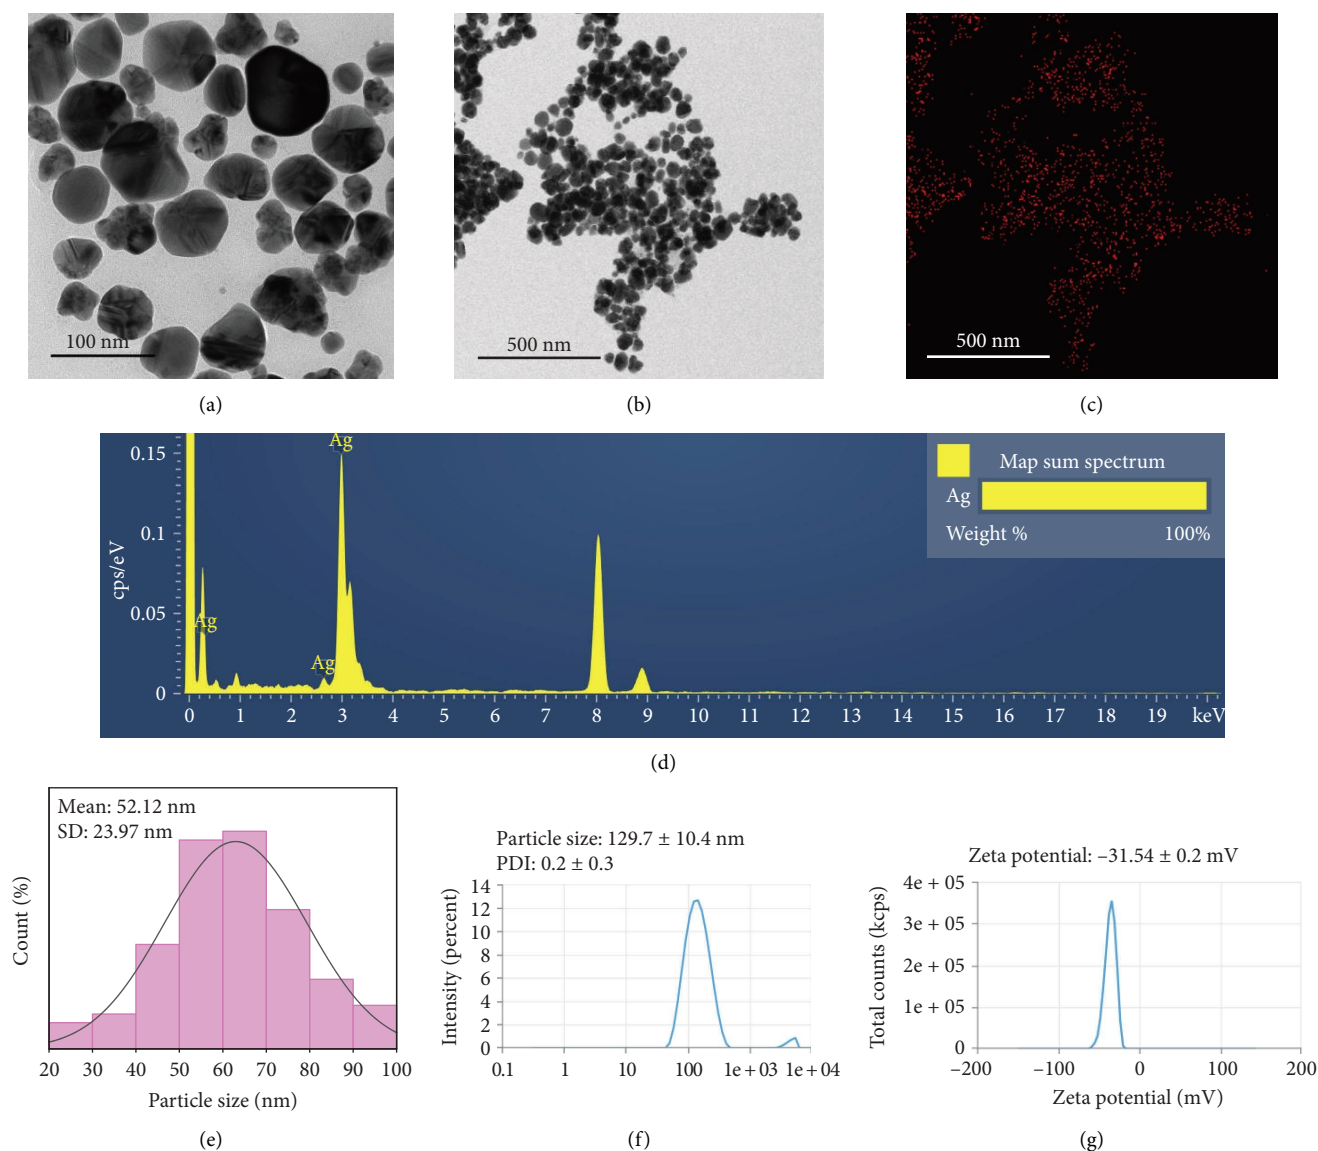 100 nm
500 nm
500 nm
(a)
(b)
(c)
Ag
Ag
Ag
0.15
0.1
0.05
0
cps/eV
Map sum spectrum
Ag
Weight %
100%
0 1 2 3 4 5 6 7 8 9 10 11 12 13 14 15 16 17 18 19 keV
(d)
Mean: 52.12 nm
SD: 23.97 nm
Count (%)
20 30 40 50 60 70 80 90 100
Particle size (nm)
(e)
Particle size: 129.7 ± 10.4 nm
PDI: 0.2 ± 0.3
Intensity (percent)
14
12
10
8
6
4
2
0
0.1 1 10 100 1e + 03 1e + 04
(f)
Zeta potential: –31.54 ± 0.2 mV
Total counts (kcps)
4e + 05
3e + 05
2e + 05
1e + 05
0
–200 –100 0 100 200
Zeta potential (mV)
(g)